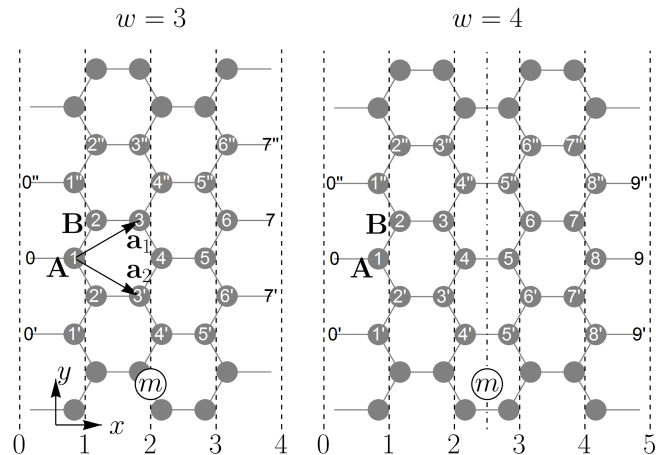 w = 3
w = 4
2" 3" 6" 7"
0" 1" 4" 5"
B 2 3 6 7
a1
0 A 1 4 5
a2
2' 3' 6' 7'
0' 1' 4' 5'
y
m
x
0 1 2 3 4
2" 3" 6" 7"
0" 1" 4" 5" 8" 9"
B 2 3 6 7
0 A 1 4 5 8 9
2' 3' 6' 7'
0' 1' 4' 5' 8' 9'
m
0 1 2 3 4 5